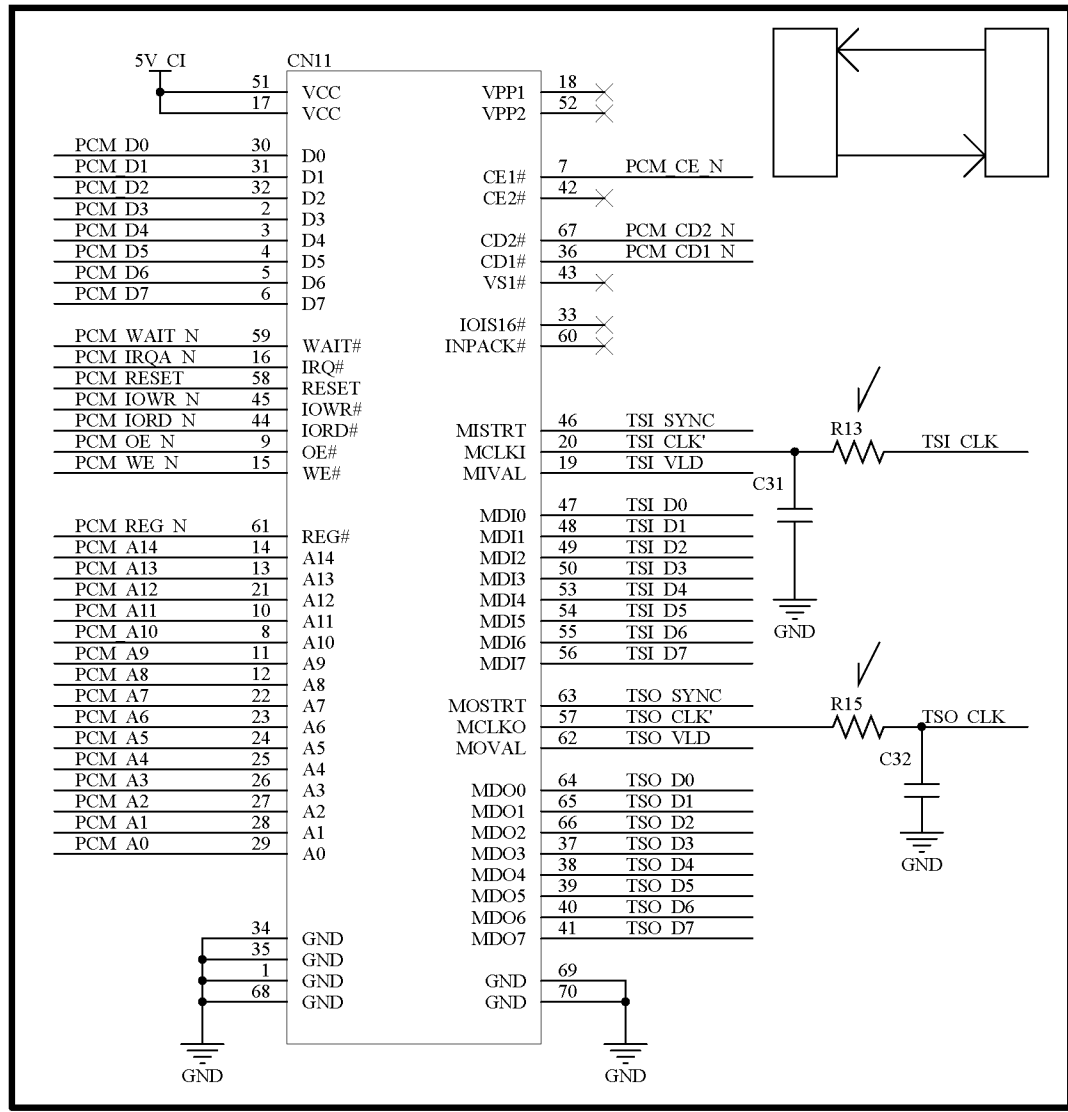 5V_CI
CN11
51 VCC
17 VCC
PCM_D0 30 D0
PCM_D1 31 D1
PCM_D2 32 D2
PCM_D3 2 D3
PCM_D4 3 D4
PCM_D5 4 D5
PCM_D6 5 D6
PCM_D7 6 D7
PCM_WAIT_N 59 WAIT#
PCM_IRQA_N 16 IRQ#
PCM_RESET 58 RESET
PCM_IOWR_N 45 IOWR#
PCM_IORD_N 44 IORD#
PCM_OE_N 9 OE#
PCM_WE_N 15 WE#
PCM_REG_N 61 REG#
PCM_A14 14 A14
PCM_A13 13 A13
PCM_A12 21 A12
PCM_A11 10 A11
PCM_A10 8 A10
PCM_A9 11 A9
PCM_A8 12 A8
PCM_A7 22 A7
PCM_A6 23 A6
PCM_A5 24 A5
PCM_A4 25 A4
PCM_A3 26 A3
PCM_A2 27 A2
PCM_A1 28 A1
PCM_A0 29 A0
34 GND
35 GND
1 GND
68 GND
GND
VPP1 18
VPP2 52
CE1# 7 PCM_CE_N
CE2# 42
CD2# 67 PCM_CD2_N
CD1# 36 PCM_CD1_N
VS1# 43
IOIS16# 33
INPACK# 60
MISTRT 46 TSI_SYNC
MCLKI 20 TSI_CLK'
MIVAL 19 TSI_VLD
MDI0 47 TSI_D0
MDI1 48 TSI_D1
MDI2 49 TSI_D2
MDI3 50 TSI_D3
MDI4 53 TSI_D4
MDI5 54 TSI_D5
MDI6 55 TSI_D6
MDI7 56 TSI_D7
MOSTRT 63 TSO_SYNC
MCLKO 57 TSO_CLK'
MOVAL 62 TSO_VLD
MDO0 64 TSO_D0
MDO1 65 TSO_D1
MDO2 66 TSO_D2
MDO3 37 TSO_D3
MDO4 38 TSO_D4
MDO5 39 TSO_D5
MDO6 40 TSO_D6
MDO7 41 TSO_D7
GND 69
GND 70
GND
R13
TSI_CLK
C31
GND
R15
TSO_CLK
C32
GND